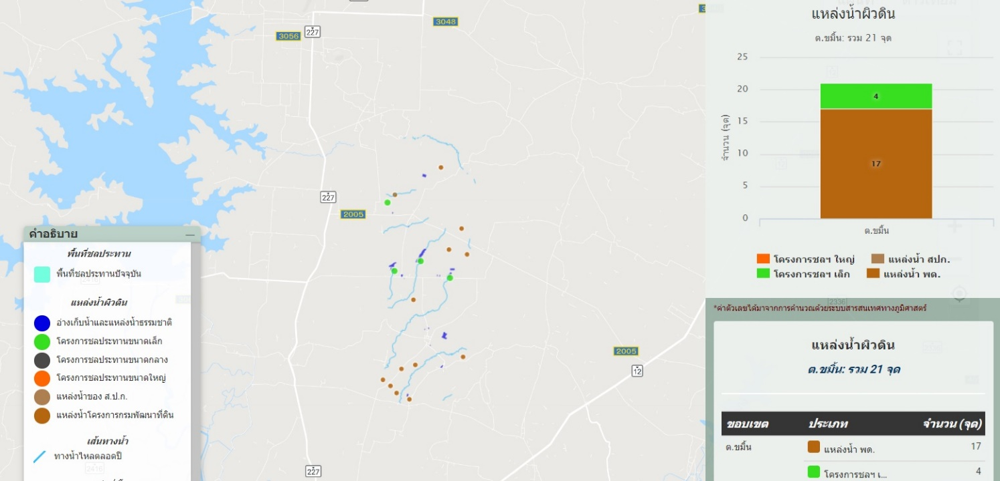 3056
227
3048
227
2005
2005
12
227
คำอธิบาย
พื้นที่ชลประทาน
พื้นที่ชลประทานปัจจุบัน
แหล่งน้ำผิวดิน
อ่างเก็บน้ำและแหล่งน้ำธรรมชาติ
โครงการชลประทานขนาดเล็ก
โครงการชลประทานขนาดกลาง
โครงการชลประทานขนาดใหญ่
แหล่งน้ำของ ส.ป.ก.
แหล่งน้ำโครงการกรมพัฒนาที่ดิน
เส้นทางน้ำ
ทางน้ำไหลตลอดปี
2416
แหล่งน้ำผิวดิน
ต.ขมิ้น: รวม 21 จุด
25
20
15
10
5
0
จำนวน (จุด)
4
17
ต.ขมิ้น
โครงการชลฯ ใหญ่ แหล่งน้ำ สปก.
โครงการชลฯ เล็ก แหล่งน้ำ พด.
2336
*ค่าตัวเลขได้มาจากการคำนวณด้วยระบบสารสนเทศทางภูมิศาสตร์
แหล่งน้ำผิวดิน
ต.ขมิ้น: รวม 21 จุด
ขอบเขต ประเภท จำนวน (จุด)
ต.ขมิ้น แหล่งน้ำ พด. 17
โครงการชลฯ เ... 4